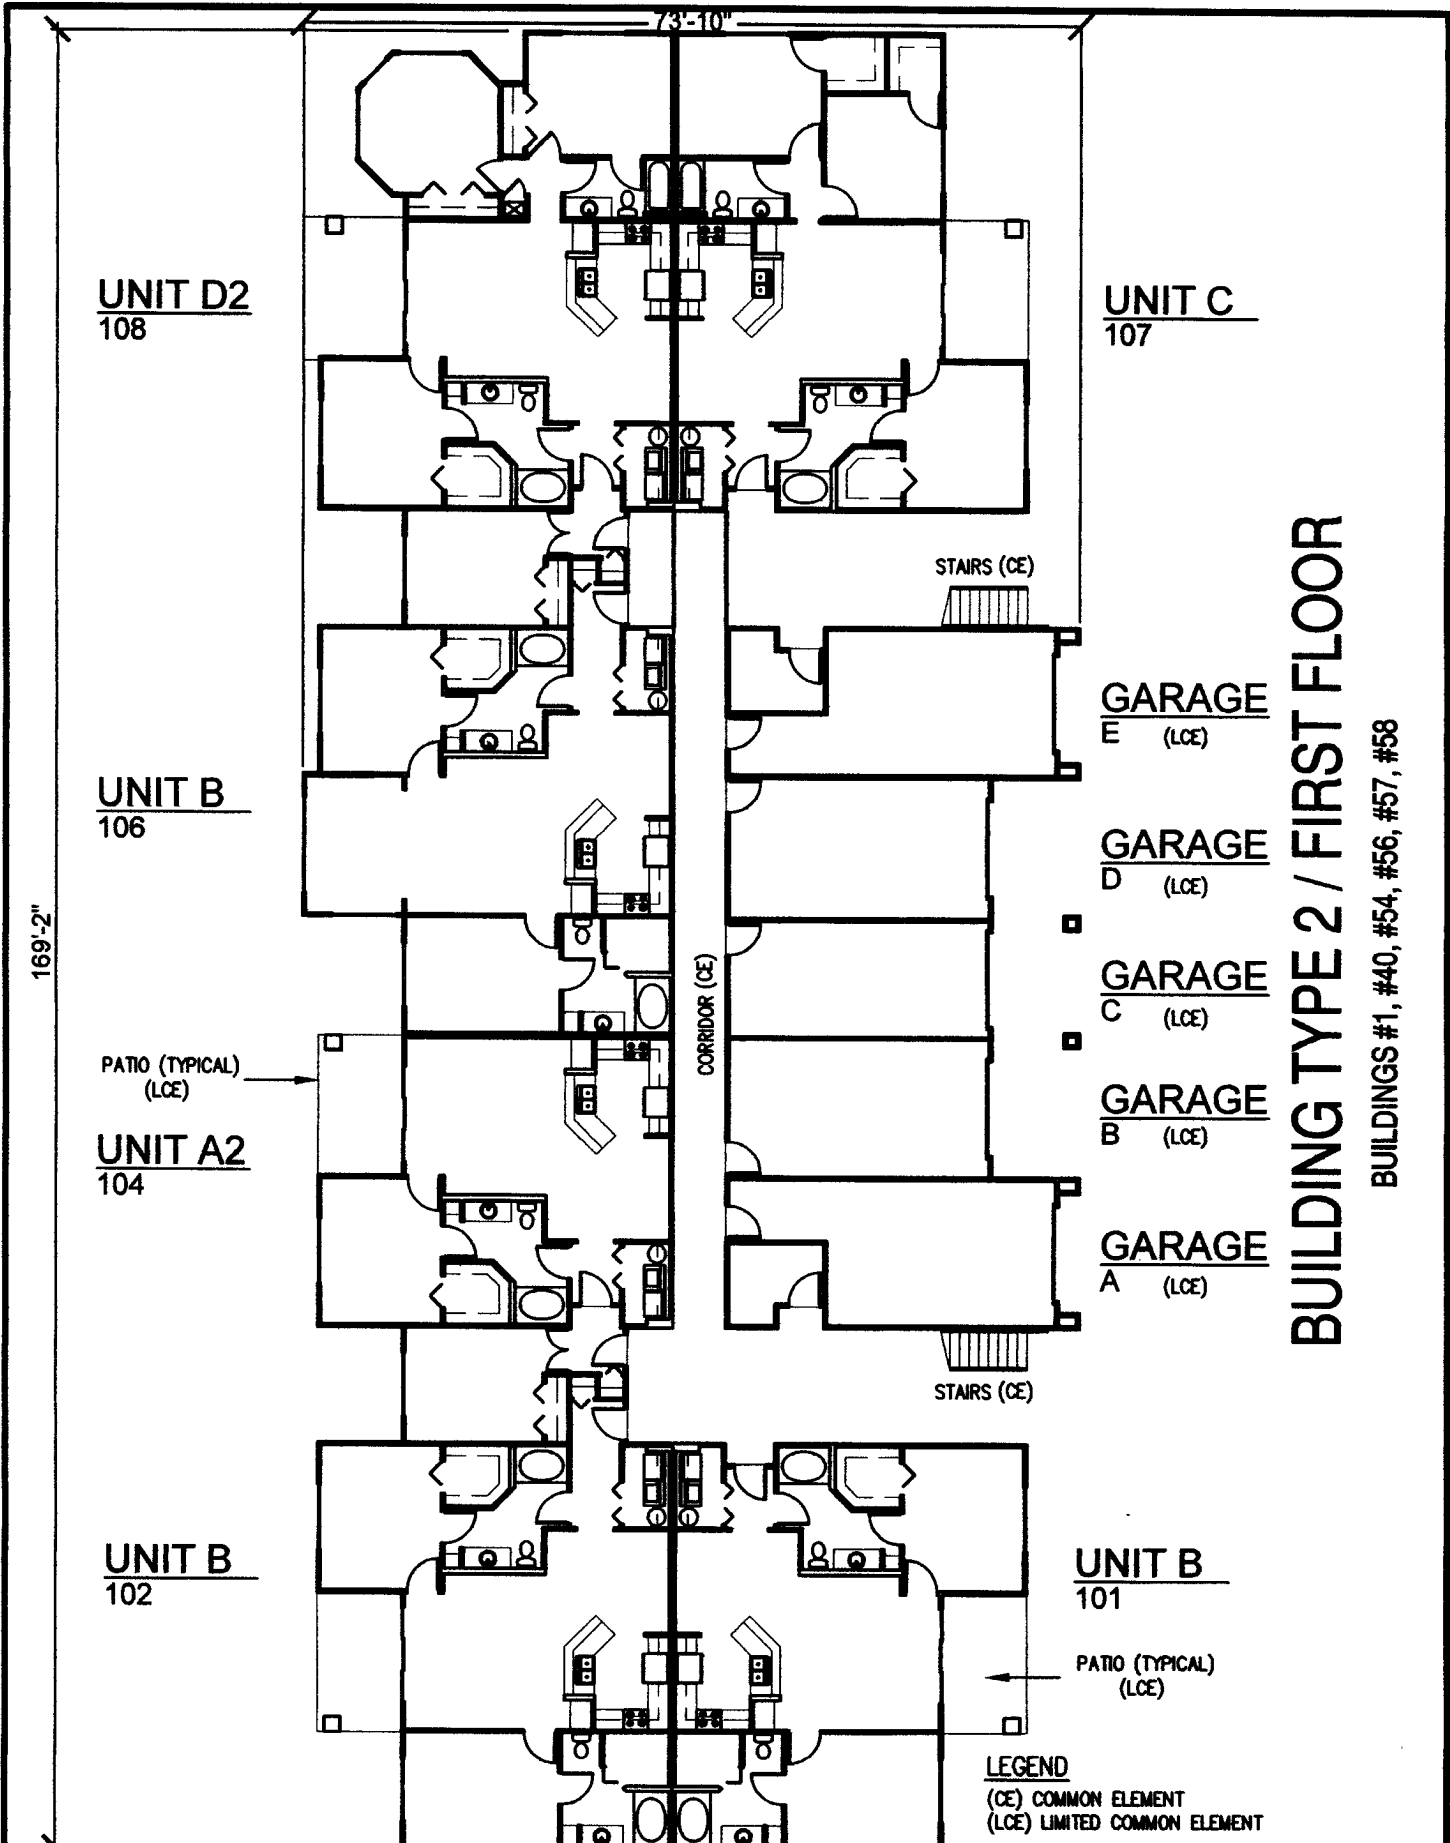 73'-10"
UNIT D2
108
UNIT C
107
STAIRS (CE)
GARAGE
E (LCE)
UNIT B
106
GARAGE
D (LCE)
169'-2"
CORRIDOR (CE)
GARAGE
C (LCE)
PATIO (TYPICAL)
(LCE)
GARAGE
B (LCE)
UNIT A2
104
GARAGE
A (LCE)
STAIRS (CE)
UNIT B
102
UNIT B
101
PATIO (TYPICAL)
(LCE)
LEGEND
(CE) COMMON ELEMENT
(LCE) LIMITED COMMON ELEMENT
BUILDING TYPE 2 / FIRST FLOOR
BUILDINGS #1, #40, #54, #56, #57, #58